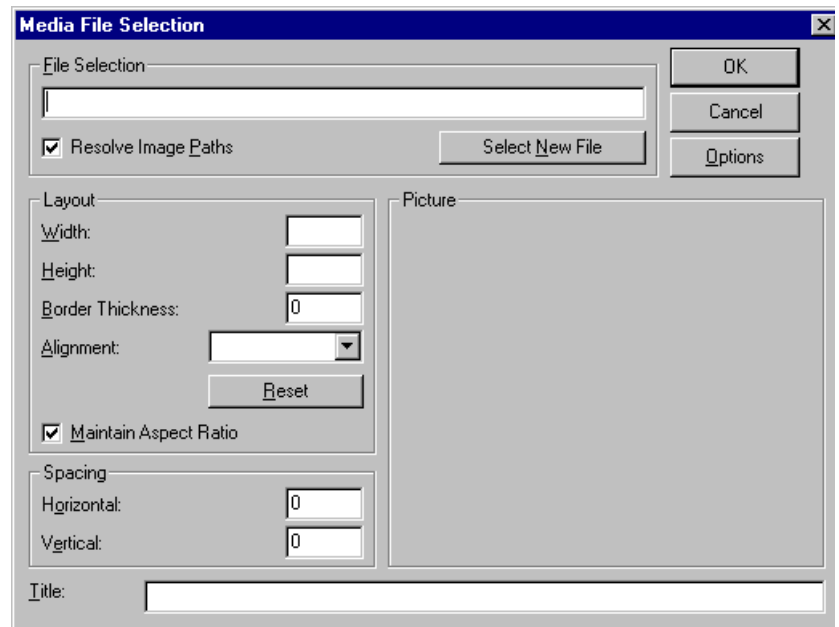 Media File Selection
File Selection
OK
Cancel
Resolve Image Paths
Select New File
Options
Layout
Picture
Width:
Height:
Border Thickness: 0
Alignment:
Reset
Maintain Aspect Ratio
Spacing
Horizontal: 0
Vertical: 0
Title: